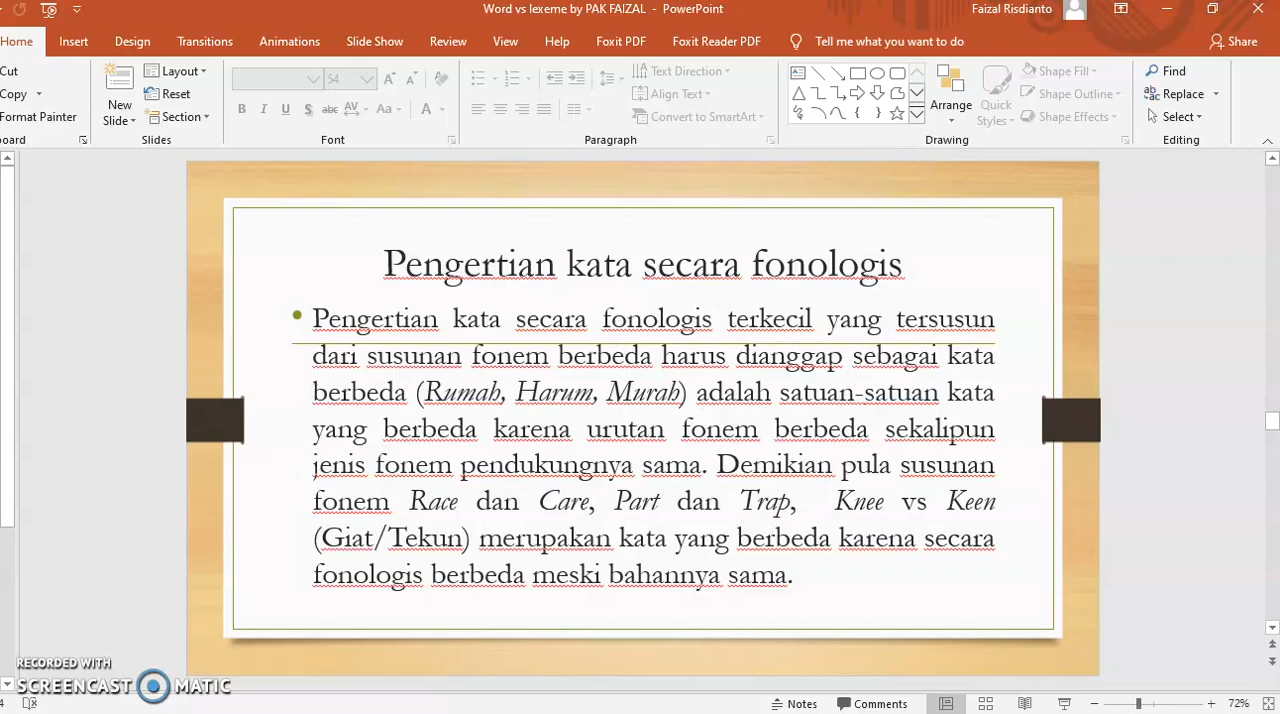 Word vs lexeme by PAK FAIZAL - PowerPoint
Faizal Risdianto
Home Insert Design Transitions Animations Slide Show Review View Help Foxit PDF Foxit Reader PDF Tell me what you want to do Share
Cut
Copy
Format Painter
board
New Slide
Layout
Reset
Section
Slides
54
B I U S abc AV Aa A
Font
Text Direction
Align Text
Convert to SmartArt
Paragraph
Arrange
Quick Styles
Shape Fill
Shape Outline
Shape Effects
Drawing
Find
Replace
Select
Editing
Pengertian kata secara fonologis
• Pengertian kata secara fonologis terkecil yang tersusun
dari susunan fonem berbeda harus dianggap sebagai kata
berbeda (Rumah, Harum, Murah) adalah satuan-satuan kata
yang berbeda karena urutan fonem berbeda sekalipun
jenis fonem pendukungnya sama. Demikian pula susunan
fonem Race dan Care, Part dan Trap, Knee vs Keen
(Giat/Tekun) merupakan kata yang berbeda karena secara
fonologis berbeda meski bahannya sama.
RECORDED WITH
SCREENCAST MATIC
Notes Comments 72%